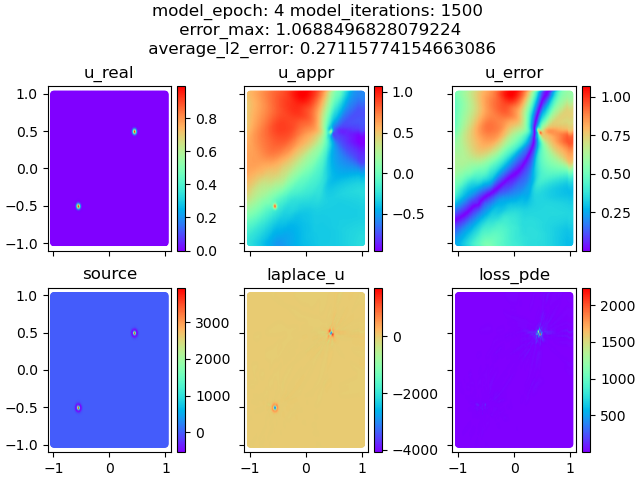 model_epoch: 4 model_iterations: 1500
error_max: 1.0688496828079224
average_l2_error: 0.27115774154663086
u_real
u_appr
u_error
1.0
0.5
0.0
−0.5
−1.0
0.8
0.6
0.4
0.2
0.0
1.0
0.5
0.0
−0.5
1.00
0.75
0.50
0.25
source
laplace_u
loss_pde
1.0
0.5
0.0
−0.5
−1.0
−1 0 1
3000
2000
1000
0
−1 0 1
0
−2000
−4000
−1 0 1
2000
1500
1000
500